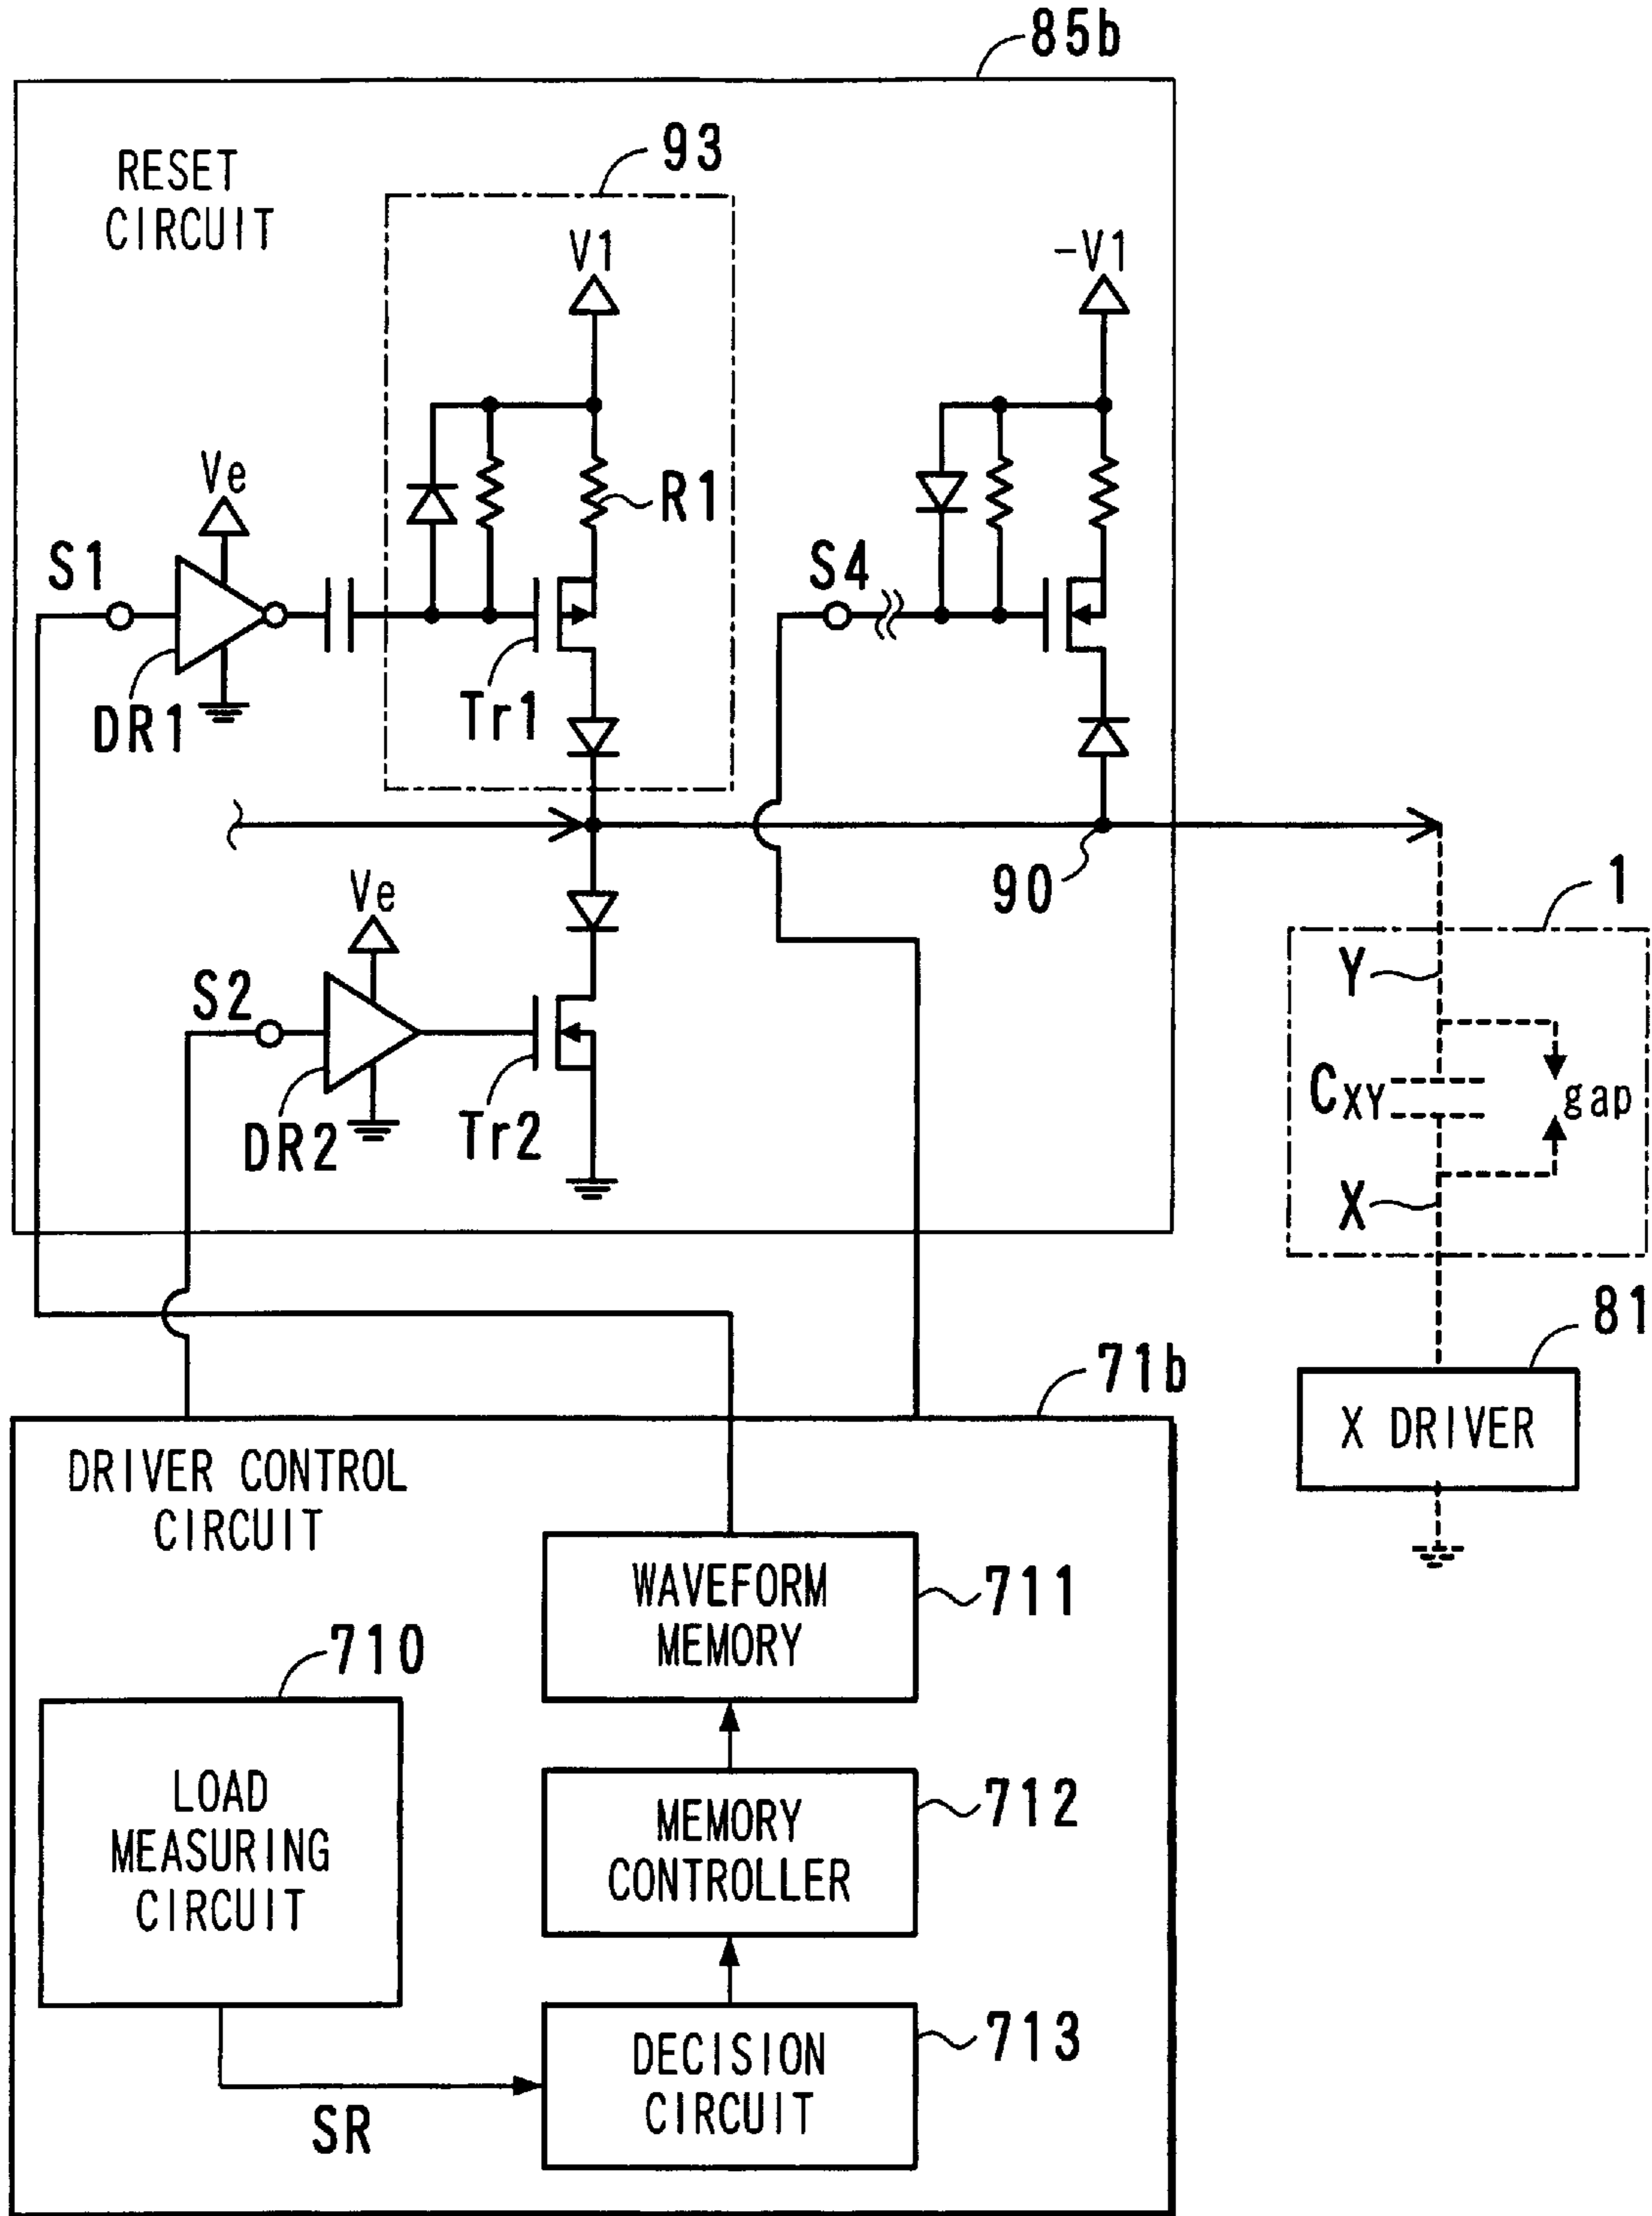 85b
RESET
CIRCUIT
93
V1
-V1
Ve
R1
S1
S4
DR1
Tr1
90
Ve
1
S2
Y
CXY
gap
DR2
Tr2
X
81
71b
X DRIVER
DRIVER CONTROL
CIRCUIT
WAVEFORM
MEMORY
711
710
LOAD
MEASURING
CIRCUIT
MEMORY
CONTROLLER
712
DECISION
CIRCUIT
713
SR